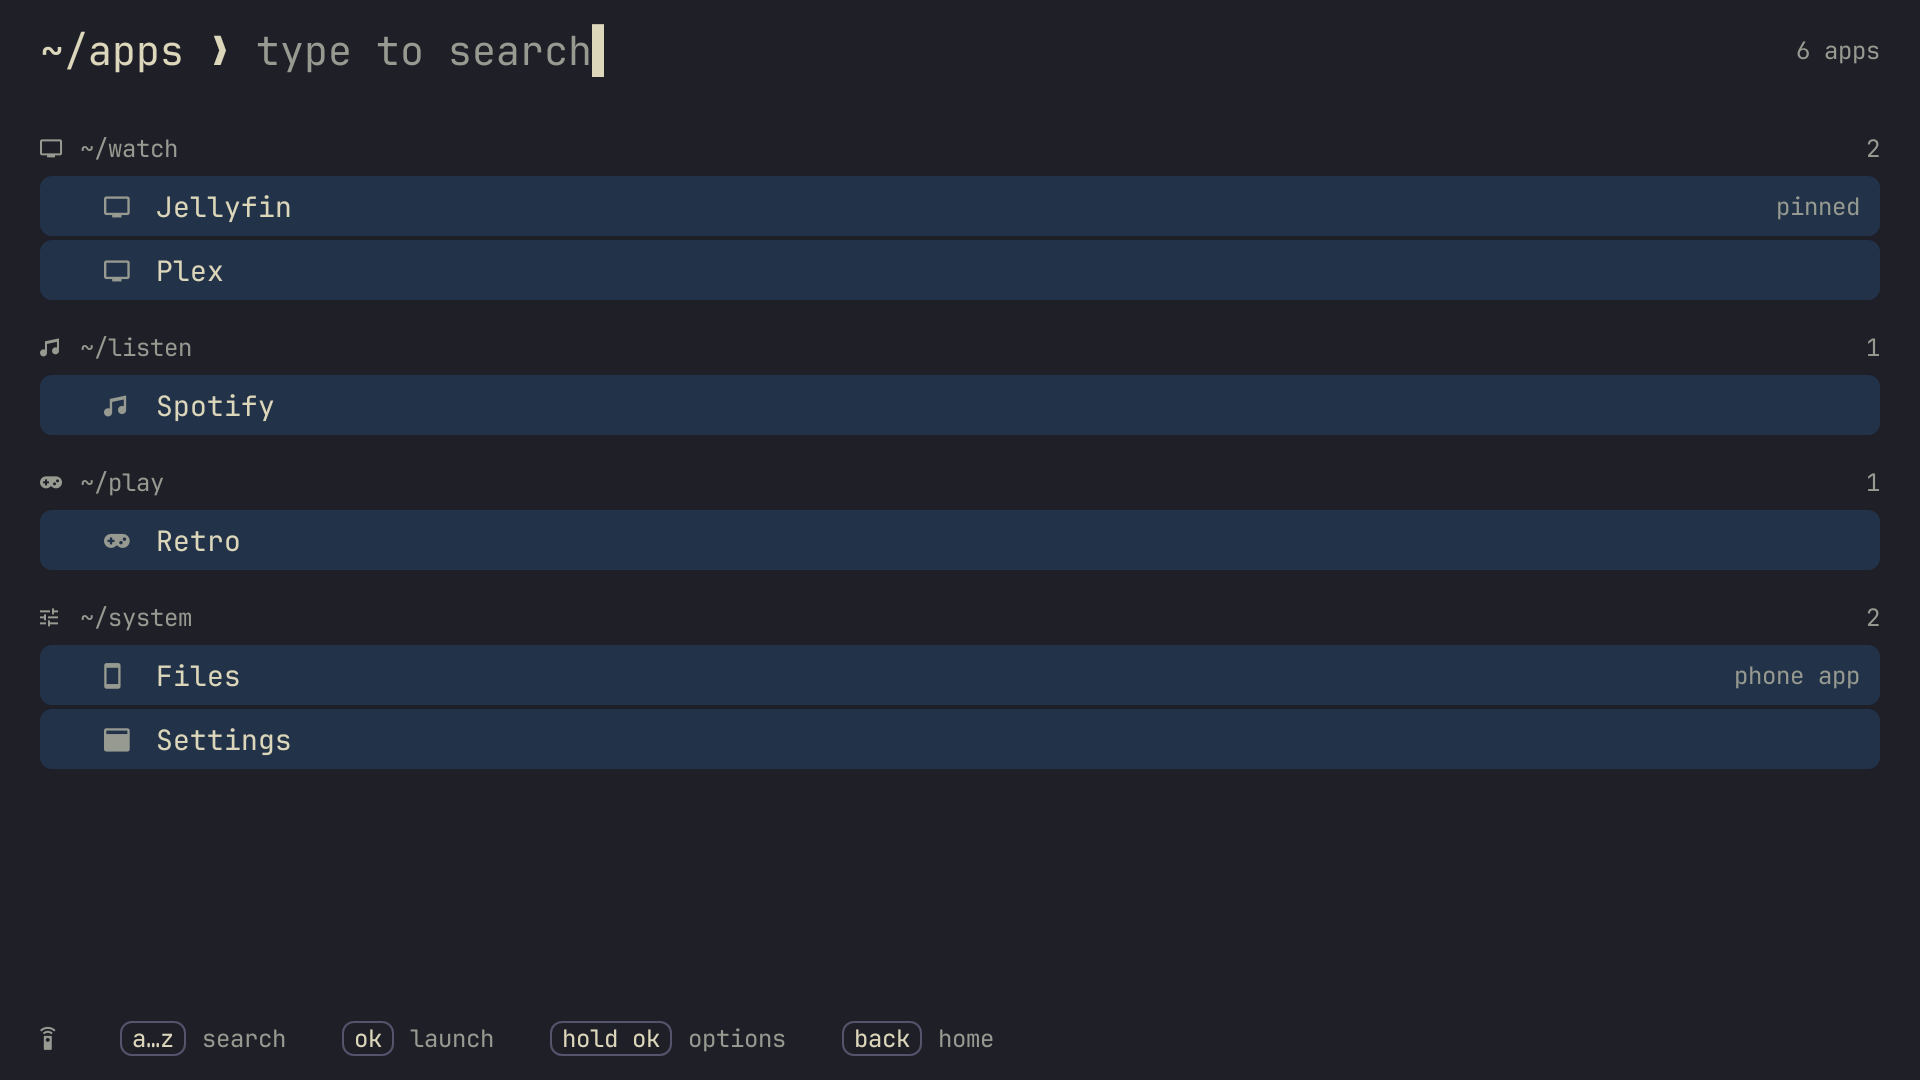 ~/apps ❯ type to search
6 apps
~/watch 2
Jellyfin pinned
Plex
~/listen 1
Spotify
~/play 1
Retro
~/system 2
Files phone app
Settings
a…z search ok launch hold ok options back home